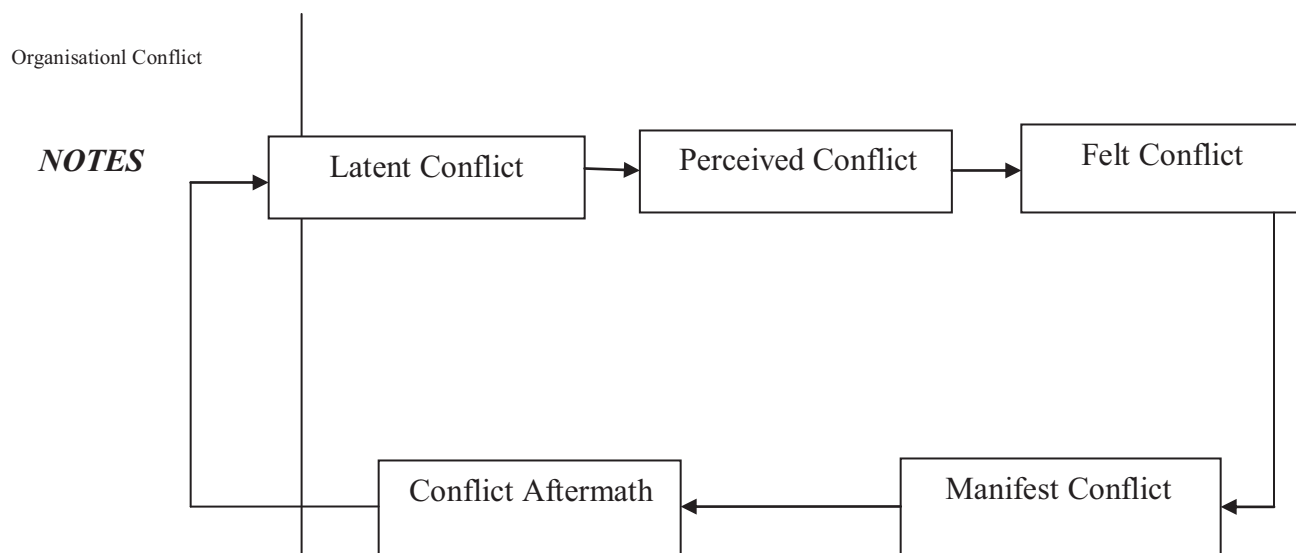 Organisationl Conflict
NOTES
Latent Conflict
Perceived Conflict
Felt Conflict
Manifest Conflict
Conflict Aftermath